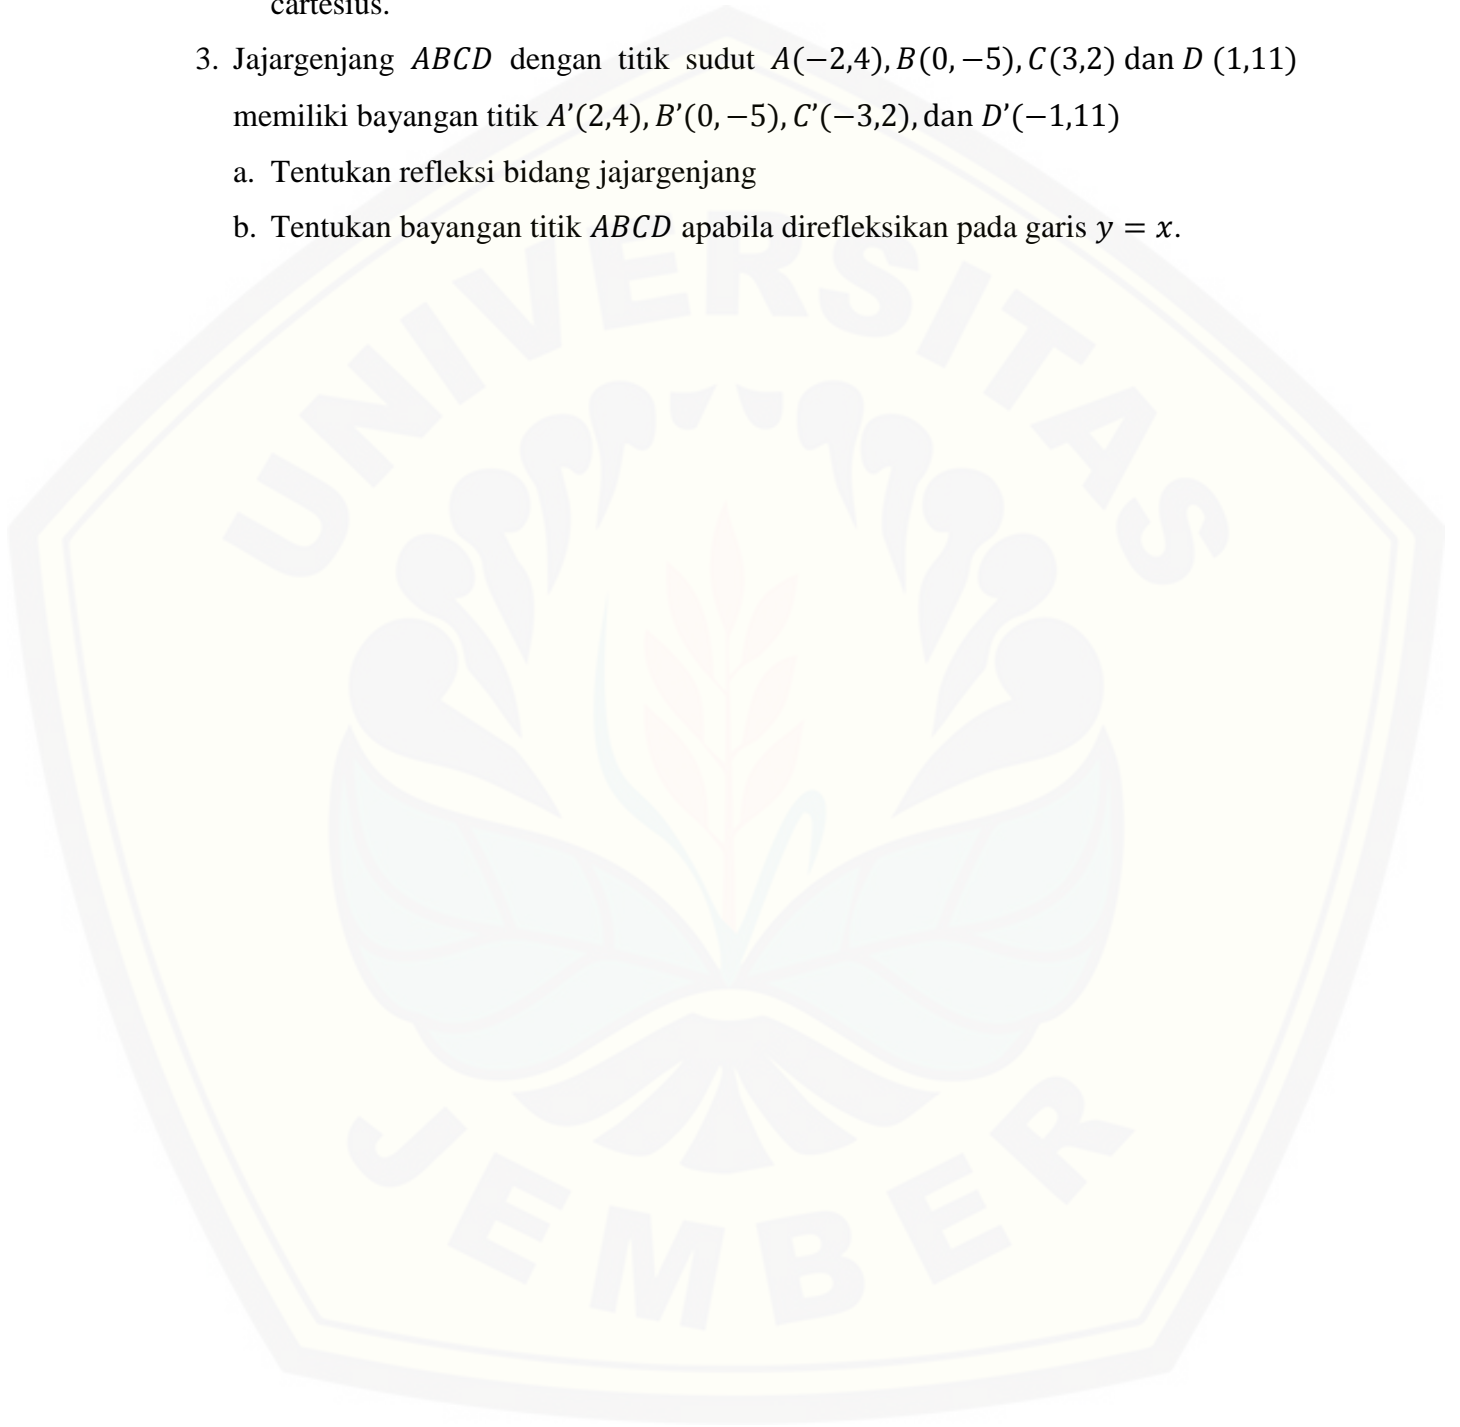 cartesius.
3. Jajargenjang ABCD dengan titik sudut A(−2,4), B(0, −5), C(3,2) dan D (1,11)
memiliki bayangan titik A’(2,4), B’(0, −5), C’(−3,2), dan D’(−1,11)
a. Tentukan refleksi bidang jajargenjang
b. Tentukan bayangan titik ABCD apabila direfleksikan pada garis y = x.
UNIVERSITAS
JEMBER